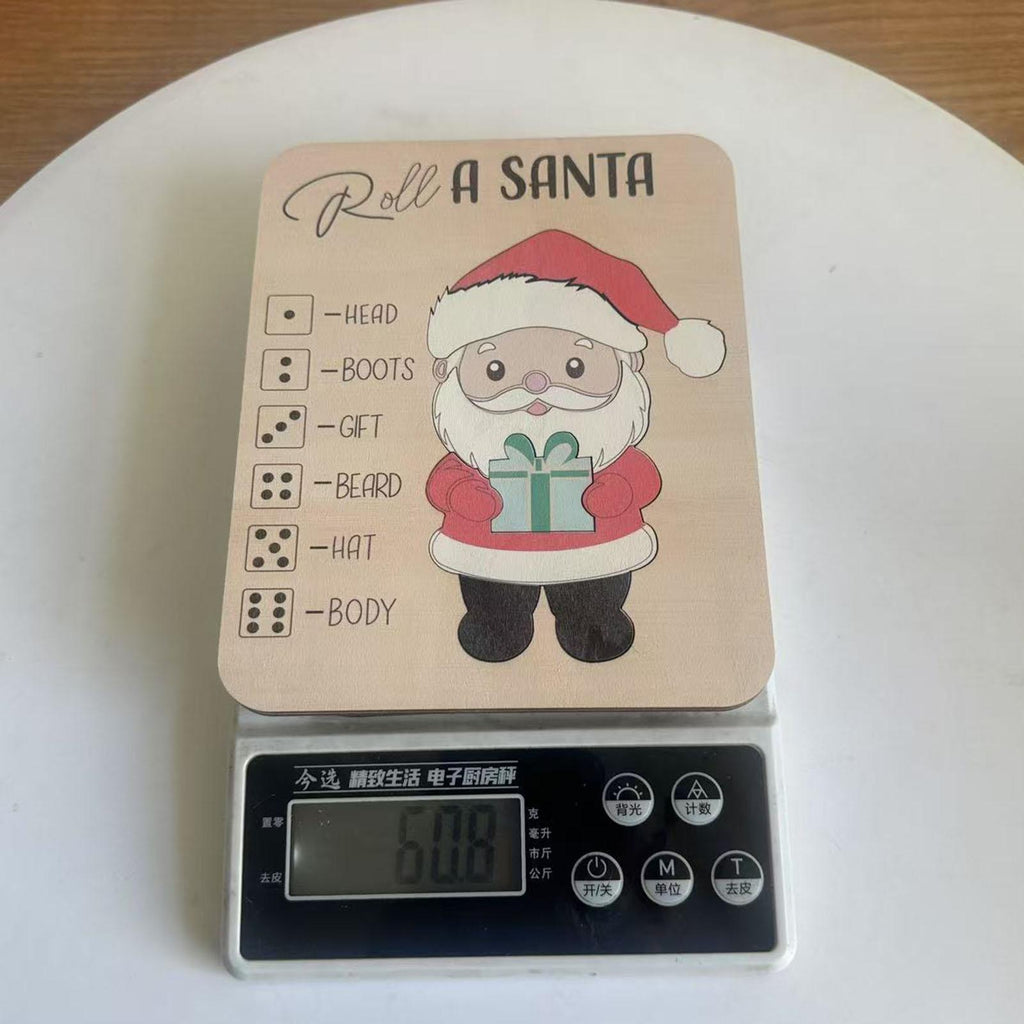 Roll A SANTA
-HEAD
-BOOTS
-GIFT
-BEARD
-HAT
-BODY
今选 精致生活 电子厨房秤
置零
去皮
60.8
克
毫升
市斤
公斤
背光
计数
开/关
M
单位
T
去皮